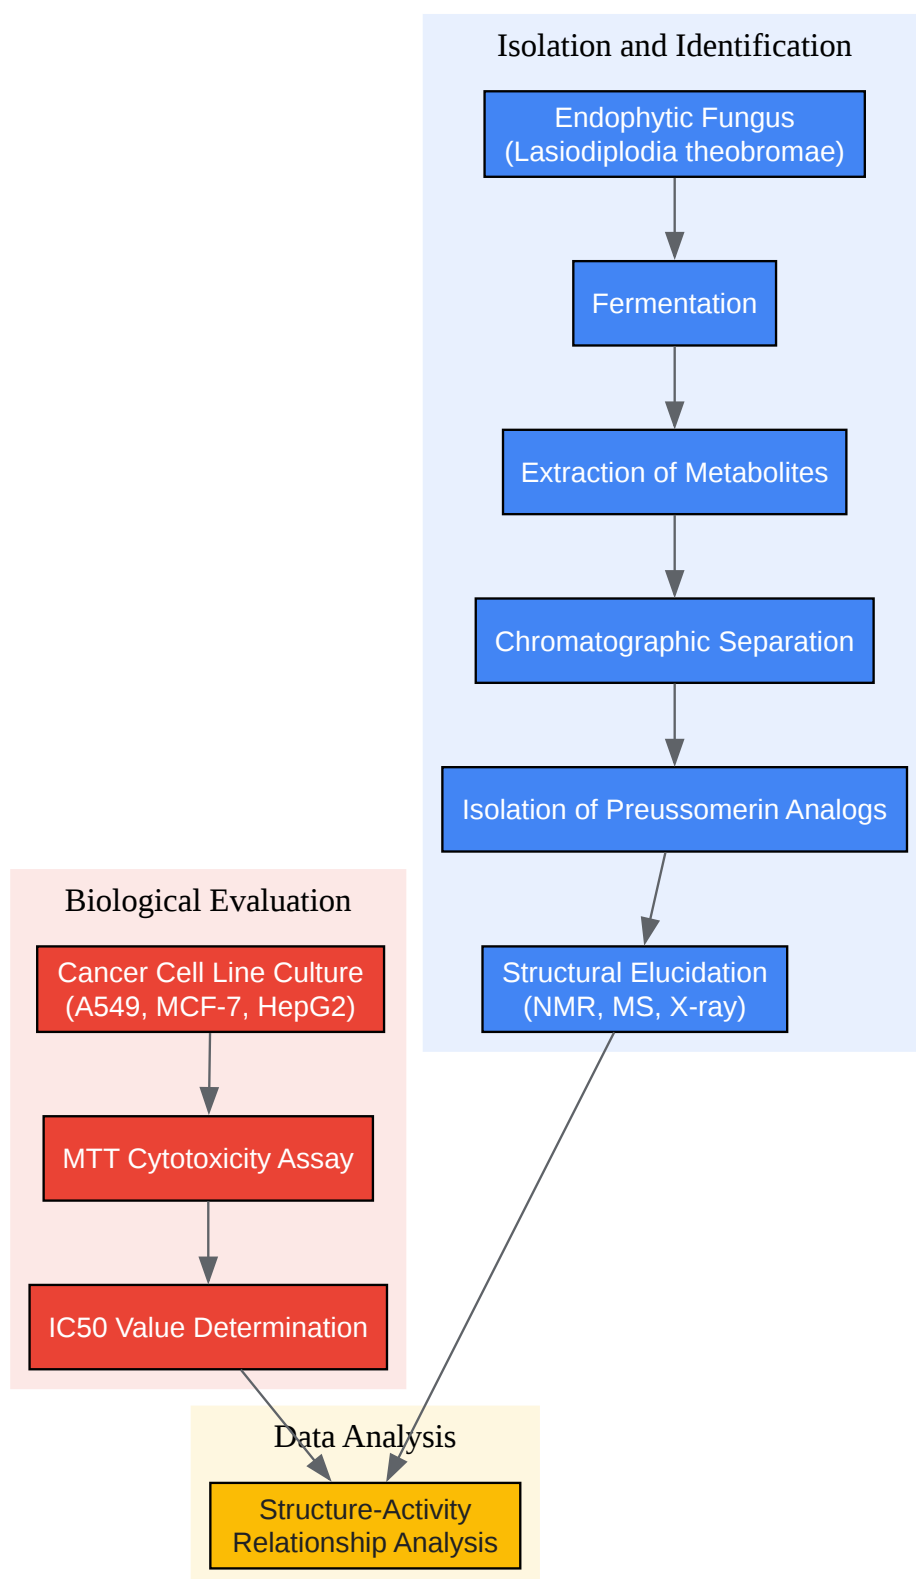 Isolation and Identification
Endophytic Fungus
(Lasiodiplodia theobromae)
Fermentation
Extraction of Metabolites
Chromatographic Separation
Isolation of Preussomerin Analogs
Structural Elucidation
(NMR, MS, X-ray)
Biological Evaluation
Cancer Cell Line Culture
(A549, MCF-7, HepG2)
MTT Cytotoxicity Assay
IC50 Value Determination
Data Analysis
Structure-Activity
Relationship Analysis